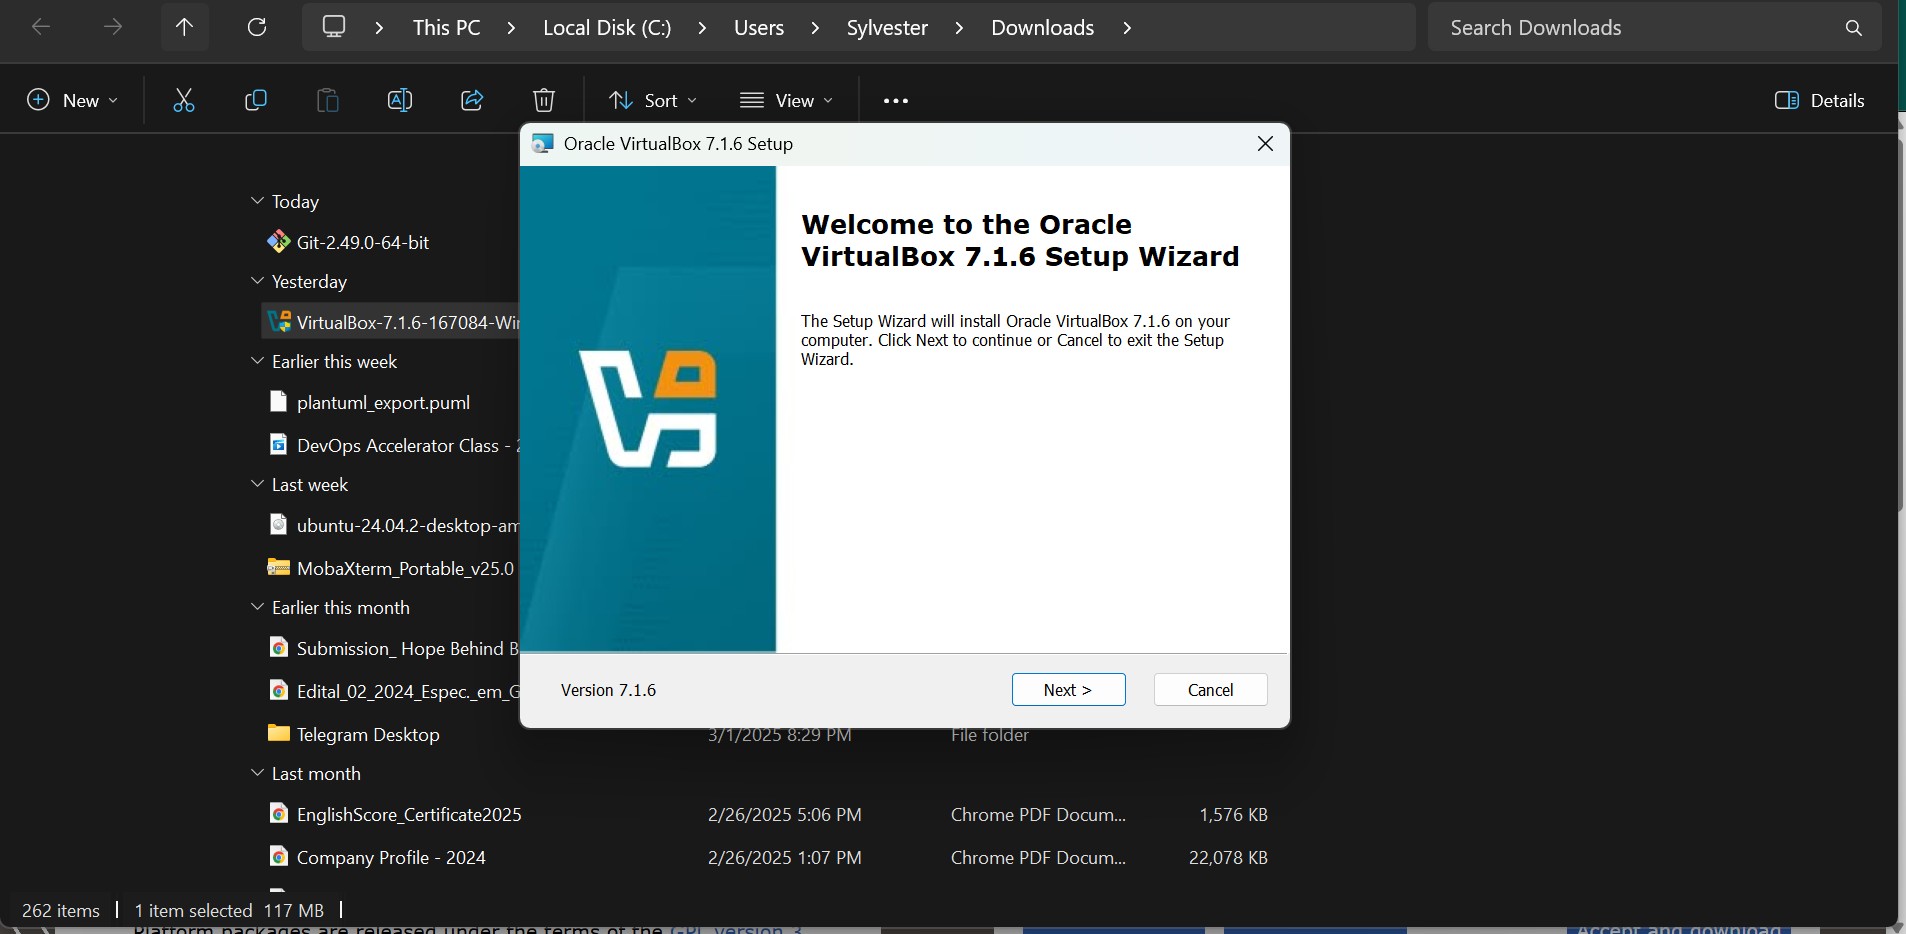 This PC
Local Disk (C:)
Users
Sylvester
Downloads
Search Downloads
New
Sort
View
Details
Oracle VirtualBox 7.1.6 Setup
Today
Git-2.49.0-64-bit
Yesterday
VirtualBox-7.1.6-167084-Wi
Earlier this week
plantuml_export.puml
DevOps Accelerator Class -
Last week
ubuntu-24.04.2-desktop-am
MobaXterm_Portable_v25.0
Earlier this month
Submission_ Hope Behind B
Edital_02_2024_Espec._em_G
Telegram Desktop 3/1/2025 8:29 PM File folder
Last month
EnglishScore_Certificate2025 2/26/2025 5:06 PM Chrome PDF Docum... 1,576 KB
Company Profile - 2024 2/26/2025 1:07 PM Chrome PDF Docum... 22,078 KB
Welcome to the Oracle
VirtualBox 7.1.6 Setup Wizard
The Setup Wizard will install Oracle VirtualBox 7.1.6 on your
computer. Click Next to continue or Cancel to exit the Setup
Wizard.
Version 7.1.6
Next >
Cancel
262 items
1 item selected 117 MB
Platform packages are released under the terms of the GPL version 3
Accept and download